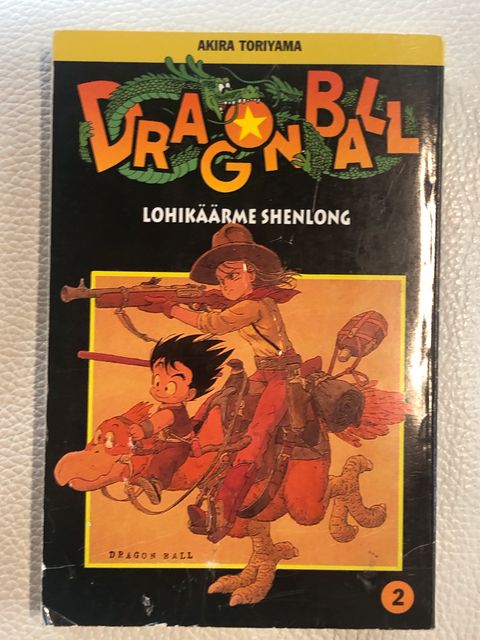 AKIRA TORIYAMA
DRAGON BALL
LOHIKÄÄRME SHENLONG
DRAGON BALL
2